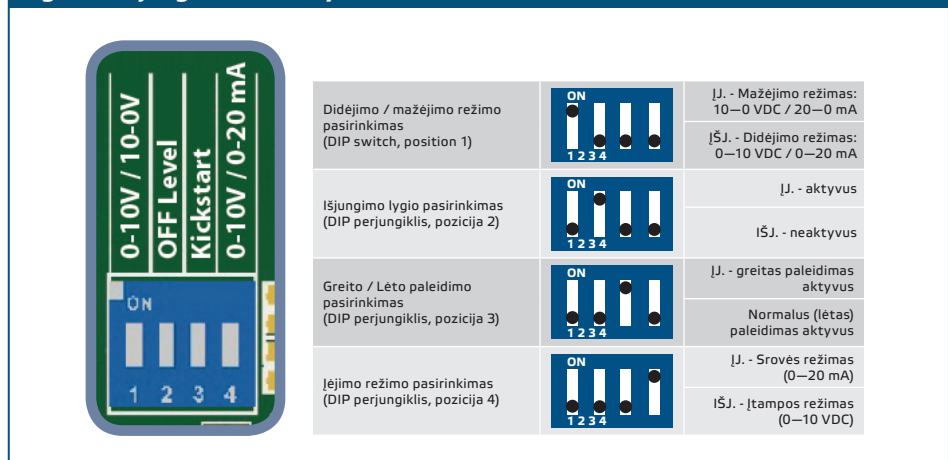 0-10V / 10-0V
OFF Level
Kickstart
0-10V / 0-20 mA
ON
1 2 3 4
Didėjimo / mažėjimo režimo
pasirinkimas
(DIP switch, position 1)
ON
1 2 3 4
ĮJ. - Mažėjimo režimas:
10—0 VDC / 20—0 mA
ĮŠJ. - Didėjimo režimas:
0—10 VDC / 0—20 mA
Išjungimo lygio pasirinkimas
(DIP perjungiklis, pozicija 2)
ON
1 2 3 4
ĮJ. - aktyvus
IŠJ. - neaktyvus
Greito / Lėto paleidimo
pasirinkimas
(DIP perjungiklis, pozicija 3)
ON
1 2 3 4
ĮJ. - greitas paleidimas
aktyvus
Normalus (lėtas)
paleidimas aktyvus
Įėjimo režimo pasirinkimas
(DIP perjungiklis, pozicija 4)
ON
1 2 3 4
ĮJ. - Srovės režimas
(0—20 mA)
IŠJ. - Įtampos režimas
(0—10 VDC)